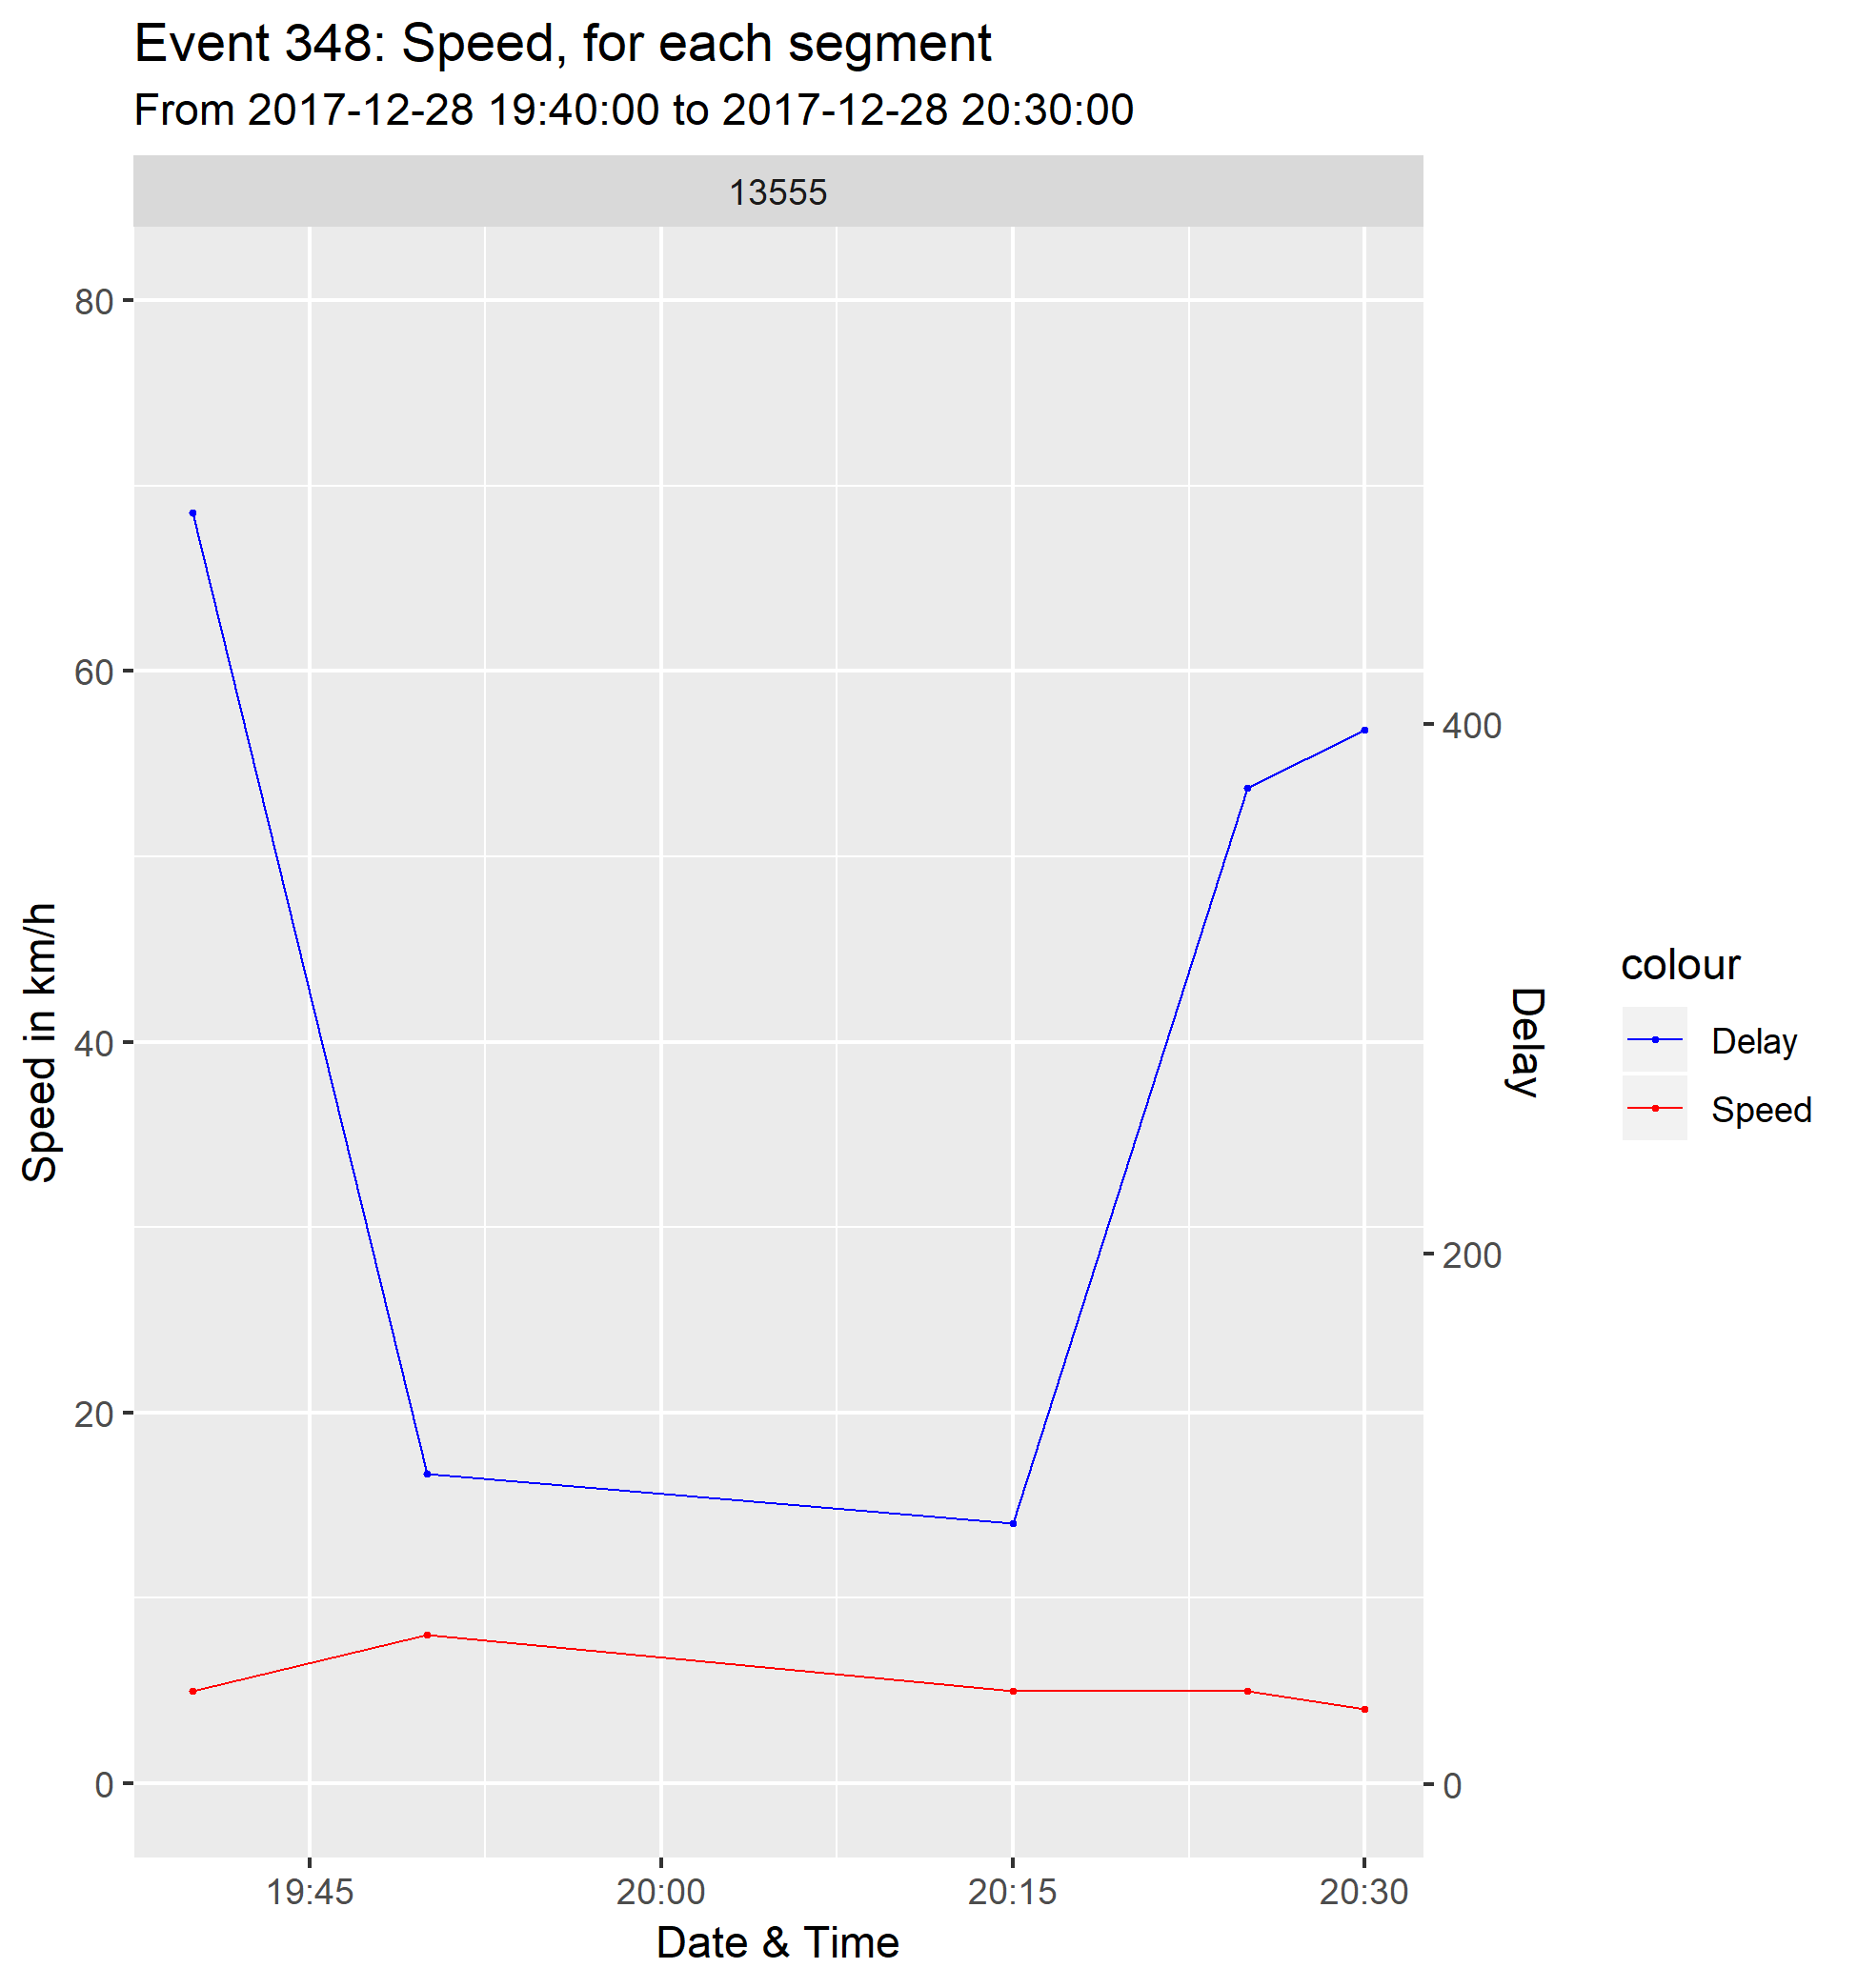 Event 348: Speed, for each segment
From 2017-12-28 19:40:00 to 2017-12-28 20:30:00
13555
80
60
40
20
0
Speed in km/h
400
200
0
Delay
19:45
20:00
20:15
20:30
Date & Time
colour
Delay
Speed